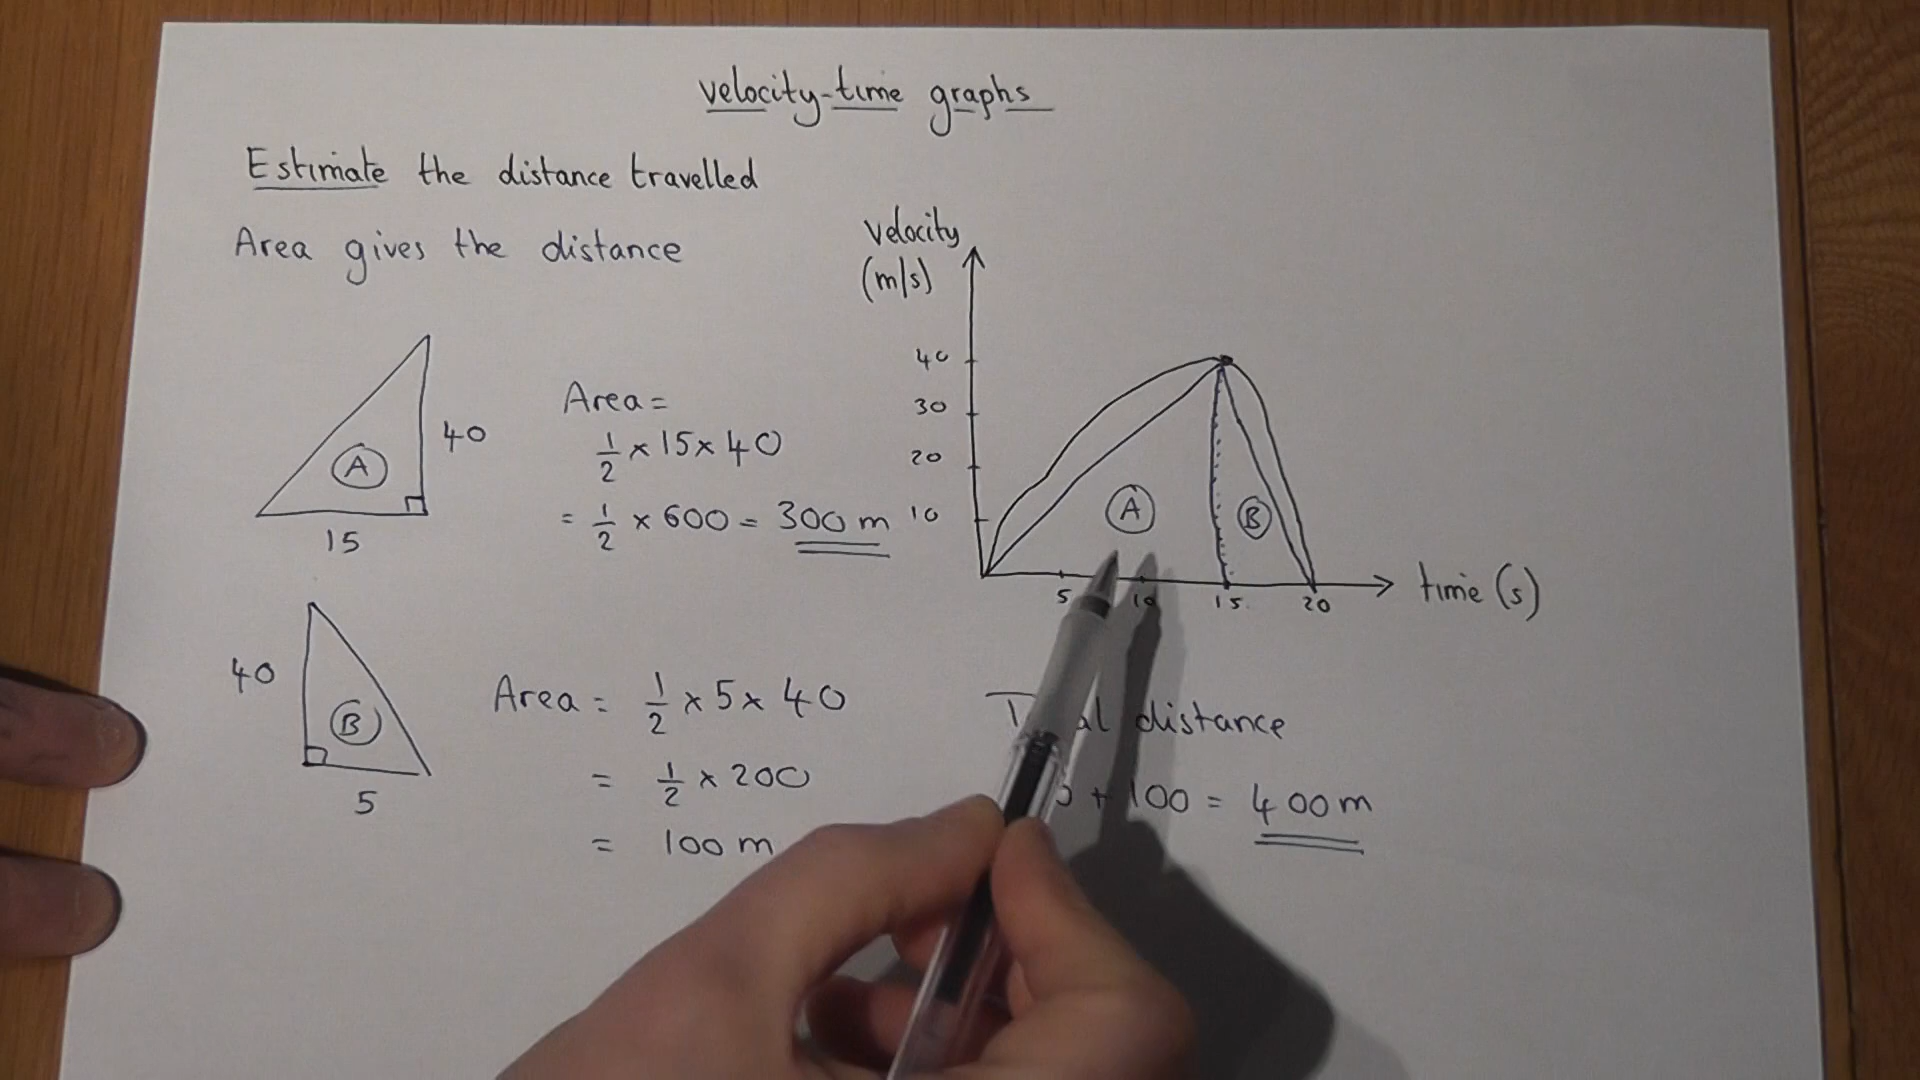 velocity-time graphs
Estimate the distance travelled
Area gives the distance
A
40
15
Area =
1/2 × 15 × 40
= 1/2 × 600 = 300 m
velocity
(m/s)
40
30
20
10
A
B
5 10 15 20
time (s)
40
B
5
Area = 1/2 × 5 × 40
= 1/2 × 200
= 100 m
distance
+ 100 = 400 m